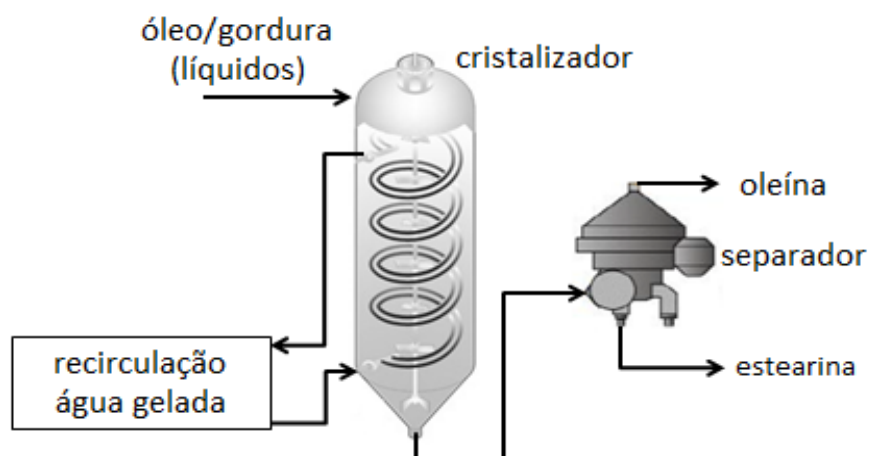 óleo/gordura
(líquidos)
cristalizador
oleína
separador
estearina
recirculação
água gelada